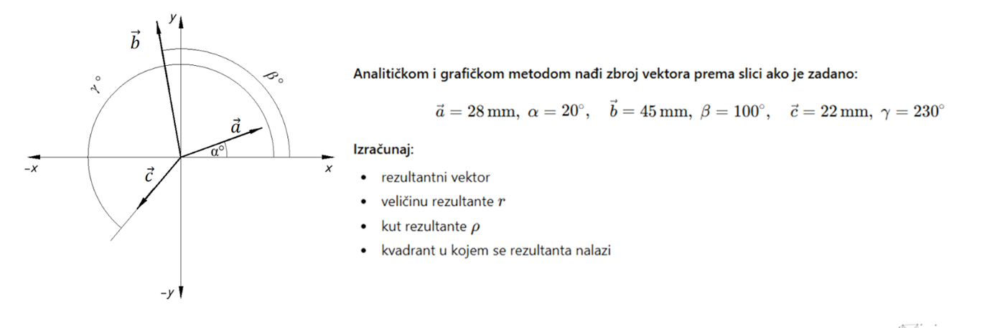 y
b⃗
γ°
β°
a⃗
α°
-x
x
c⃗
-y
Analitičkom i grafičkom metodom nađi zbroj vektora prema slici ako je zadano:
a⃗ = 28 mm, α = 20°, b⃗ = 45 mm, β = 100°, c⃗ = 22 mm, γ = 230°
Izračunaj:
• rezultantni vektor
• veličinu rezultante r
• kut rezultante ρ
• kvadrant u kojem se rezultanta nalazi